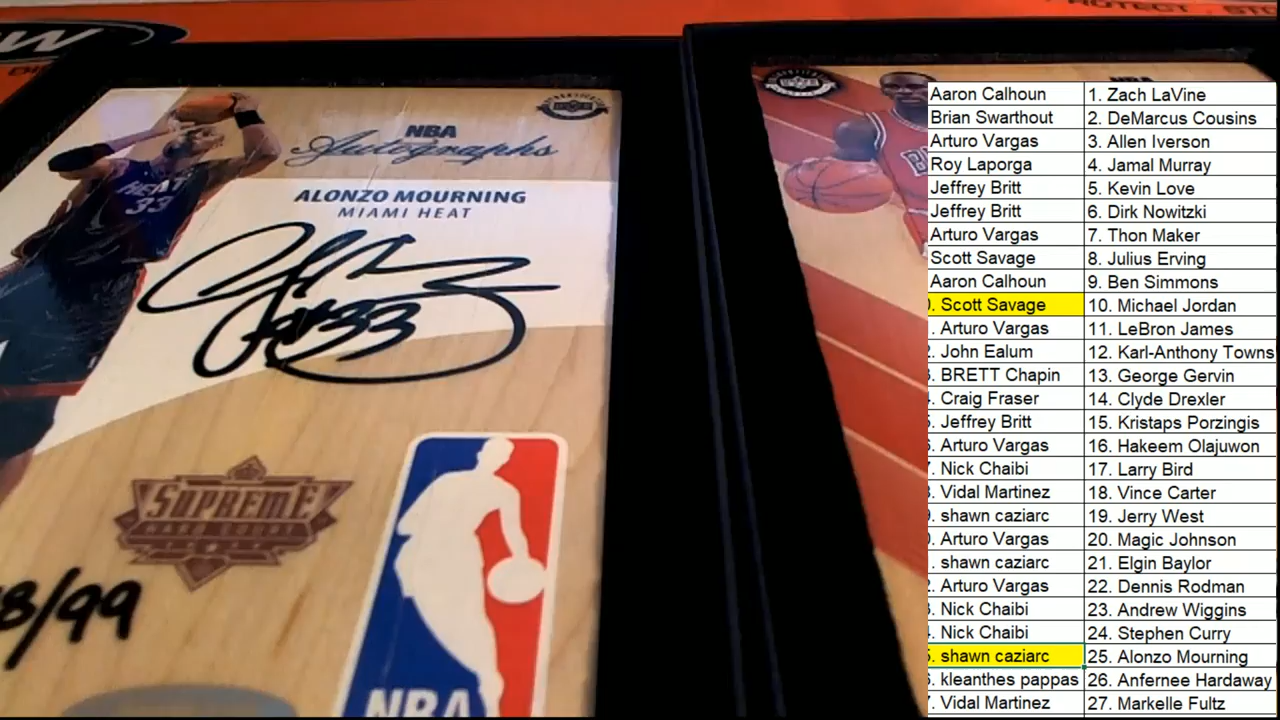 NBA
Autographs
ALONZO MOURNING
MIAMI HEAT
HEAT
33
#33
SUPREME
HARD COURT
8/99
NBA
Aaron Calhoun 1. Zach LaVine
Brian Swarthout 2. DeMarcus Cousins
Arturo Vargas 3. Allen Iverson
Roy Laporga 4. Jamal Murray
Jeffrey Britt 5. Kevin Love
Jeffrey Britt 6. Dirk Nowitzki
Arturo Vargas 7. Thon Maker
Scott Savage 8. Julius Erving
Aaron Calhoun 9. Ben Simmons
. Scott Savage 10. Michael Jordan
. Arturo Vargas 11. LeBron James
. John Ealum 12. Karl-Anthony Towns
. BRETT Chapin 13. George Gervin
. Craig Fraser 14. Clyde Drexler
. Jeffrey Britt 15. Kristaps Porzingis
. Arturo Vargas 16. Hakeem Olajuwon
. Nick Chaibi 17. Larry Bird
. Vidal Martinez 18. Vince Carter
. shawn caziarc 19. Jerry West
. Arturo Vargas 20. Magic Johnson
. shawn caziarc 21. Elgin Baylor
. Arturo Vargas 22. Dennis Rodman
. Nick Chaibi 23. Andrew Wiggins
. Nick Chaibi 24. Stephen Curry
. shawn caziarc 25. Alonzo Mourning
. kleanthes pappas 26. Anfernee Hardaway
. Vidal Martinez 27. Markelle Fultz